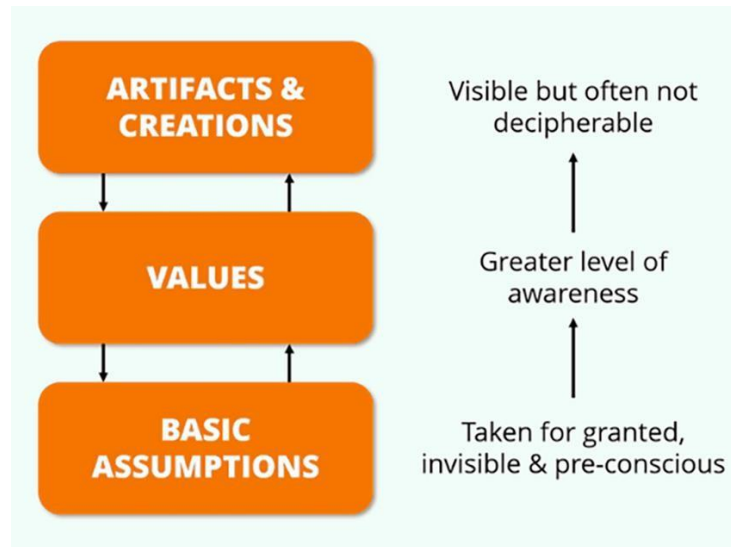 ARTIFACTS &
CREATIONS
Visible but often not
decipherable
VALUES
Greater level of
awareness
BASIC
ASSUMPTIONS
Taken for granted,
invisible & pre-conscious